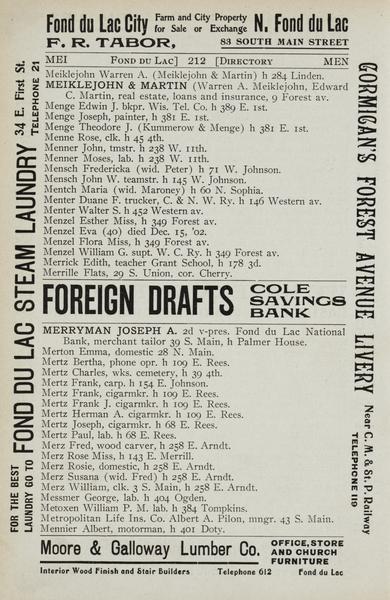 Fond du Lac City Farm and City Property for Sale or Exchange N. Fond du Lac
F. R. TABOR, 83 SOUTH MAIN STREET
MEI FOND DU LAC] 212 [DIRECTORY MEN
Meiklejohn Warren A. (Meiklejohn & Martin) h 284 Linden.
MEIKLEJOHN & MARTIN (Warren A. Meiklejohn, Edward
C. Martin, real estate, loans and insurance, 9 Forest av.
Menge Edwin J. bkpr. Wis. Tel. Co. h 389 E. 1st.
Menge Joseph, painter, h 381 E. 1st.
Menge Theodore J. (Kummerow & Menge) h 381 E. 1st.
Menne Rose, clk. h 45 4th.
Menner John, tmstr. h 238 W. 11th.
Menner Moses, lab. h 238 W. 11th.
Mensch Fredericka (wid. Peter) h 71 W. Johnson.
Mensch John W. teamstr. h 145 W. Johnson.
Mentch Maria (wid. Maroney) h 60 N. Sophia.
Menter Duane F. trucker, C. & N. W. Ry. h 146 Western av.
Menter Walter S. h 452 Western av.
Menzel Esther Miss, h 349 Forest av.
Menzel Eva (40) died Dec. 15, '02.
Menzel Flora Miss, h 349 Forest av.
Menzel William G. supt. W. C. Ry. h 349 Forest av.
Merrick Edith, teacher Grant School, h 178 3d.
Merrille Flats, 29 S. Union, cor. Cherry.
FOREIGN DRAFTS COLE SAVINGS BANK
MERRYMAN JOSEPH A. 2d v-pres. Fond du Lac National
Bank, merchant tailor 39 S. Main, h Palmer House.
Merton Emma, domestic 28 N. Main.
Mertz Bertha, phone opr. h 109 E. Rees.
Mertz Charles, wks. cemetery, h 39 4th.
Mertz Frank, carp. h 154 E. Johnson.
Mertz Frank, cigarmkr. h 109 E. Rees.
Mertz Frank J. cigarmkr. h 109 E. Rees.
Mertz Herman A. cigarmkr. h 109 E. Rees.
Mertz Joseph, cigarmkr. h 68 E. Rees.
Mertz Paul, lab. h 68 E. Rees.
Merz Fred, wood carver, h 258 E. Arndt.
Merz Rose Miss, h 143 E. Merrill.
Merz Rosie, domestic, h 258 E. Arndt.
Merz Susana (wid. Fred) h 258 E. Arndt.
Merz William, clk. 3 S. Main, h 258 E. Arndt.
Messmer George, lab. h 404 Ogden.
Metoxen William P. M. lab. h 384 Tompkins.
Metropolitan Life Ins. Co. Albert A. Pilon, mngr. 43 S. Main.
Mennier Albert, motorman, h 401 Doty.
Moore & Galloway Lumber Co. OFFICE, STORE AND CHURCH FURNITURE
Interior Wood Finish and Stair Builders Telephone 612 Fond du Lac
FOR THE BEST LAUNDRY GO TO FOND DU LAC STEAM LAUNDRY 34 E. First St. TELEPHONE 21
GORMIGAN'S FOREST AVENUE LIVERY Near C. M. & St. P. Railway TELEPHONE 119